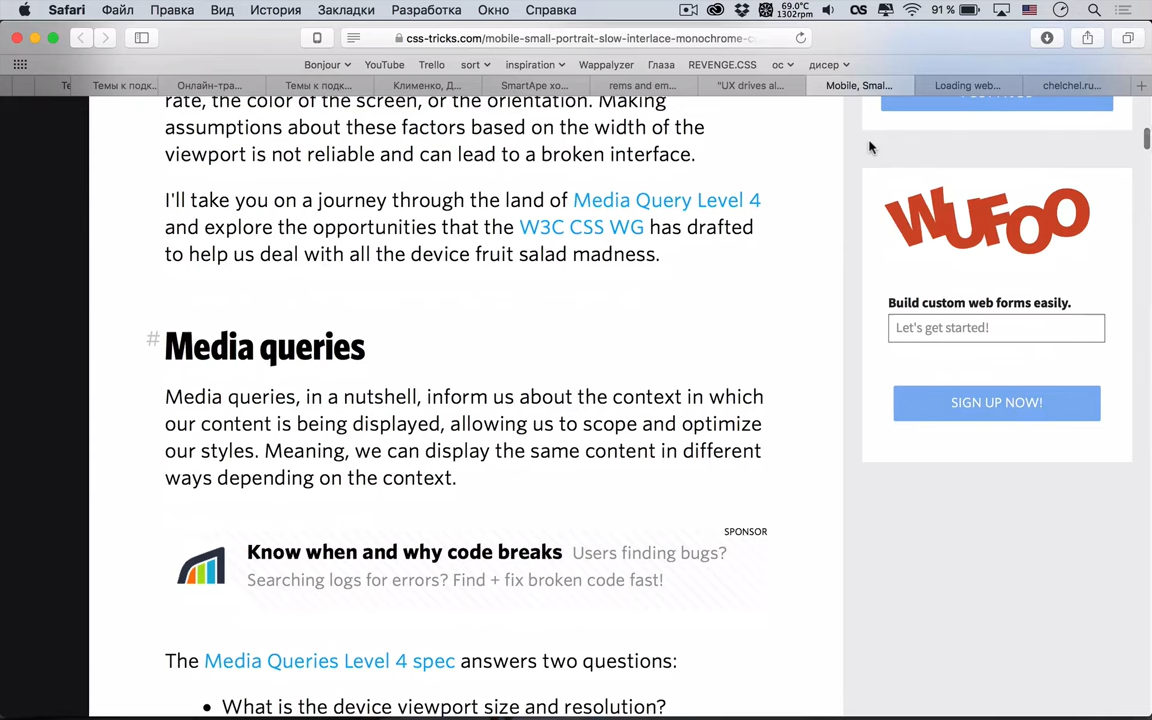 Safari Файл Правка Вид История Закладки Разработка Окно Справка 69.0°C 1302rpm 91 %
css-tricks.com/mobile-small-portrait-slow-interlace-monochrome-c
Bonjour YouTube Trello sort inspiration Wappalyzer Глаза REVENGE.CSS ос дисер
Те Темы к подк... Онлайн-тра... Темы к подк... Клименко, Д... SmartApe хо... rems and em... "UX drives al... Mobile, Smal... Loading web... chelchel.ru...
rate, the color of the screen, or the orientation. Making
assumptions about these factors based on the width of the
viewport is not reliable and can lead to a broken interface.
I'll take you on a journey through the land of Media Query Level 4
and explore the opportunities that the W3C CSS WG has drafted
to help us deal with all the device fruit salad madness.
# Media queries
Media queries, in a nutshell, inform us about the context in which
our content is being displayed, allowing us to scope and optimize
our styles. Meaning, we can display the same content in different
ways depending on the context.
SPONSOR
Know when and why code breaks Users finding bugs?
Searching logs for errors? Find + fix broken code fast!
The Media Queries Level 4 spec answers two questions:
• What is the device viewport size and resolution?
WUFOO
Build custom web forms easily.
Let's get started!
SIGN UP NOW!